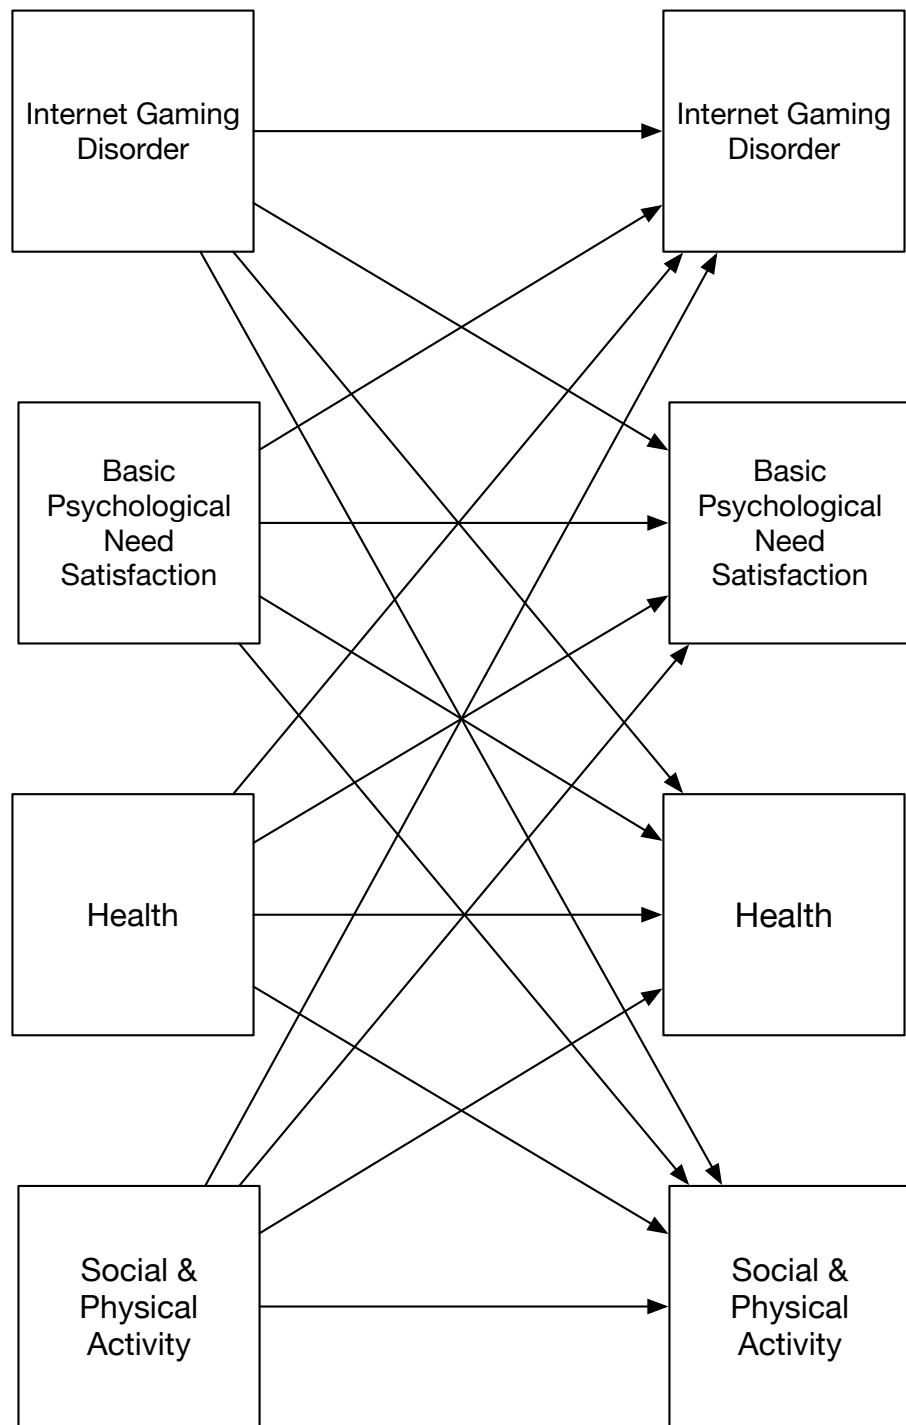 Internet Gaming
Disorder
Internet Gaming
Disorder
Basic
Psychological
Need
Satisfaction
Basic
Psychological
Need
Satisfaction
Health
Health
Social &
Physical
Activity
Social &
Physical
Activity